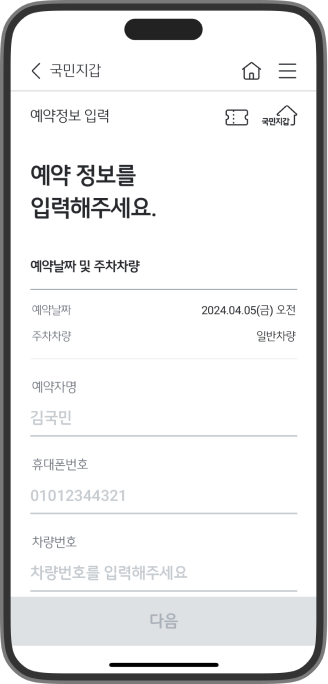 국민지갑
예약정보 입력
국민지갑
예약 정보를
입력해주세요.
예약날짜 및 주차차량
예약날짜 2024.04.05(금) 오전
주차차량 일반차량
예약자명
김국민
휴대폰번호
01012344321
차량번호
차량번호를 입력해주세요
다음